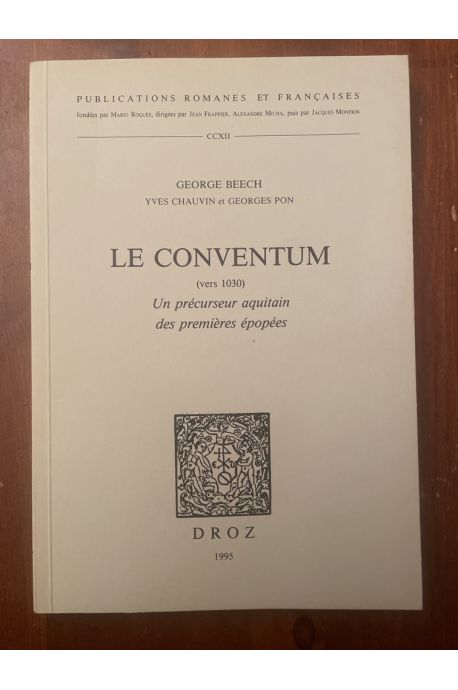 PUBLICATIONS ROMANES ET FRANÇAISES
fondées par Mario Roques, dirigées par Jean Frappier, Alexandre Micha, puis par Jacques Monfrin
CCXII
GEORGE BEECH
YVES CHAUVIN et GEORGES PON
LE CONVENTUM
(vers 1030)
Un précurseur aquitain
des premières épopées
DROZ
1995